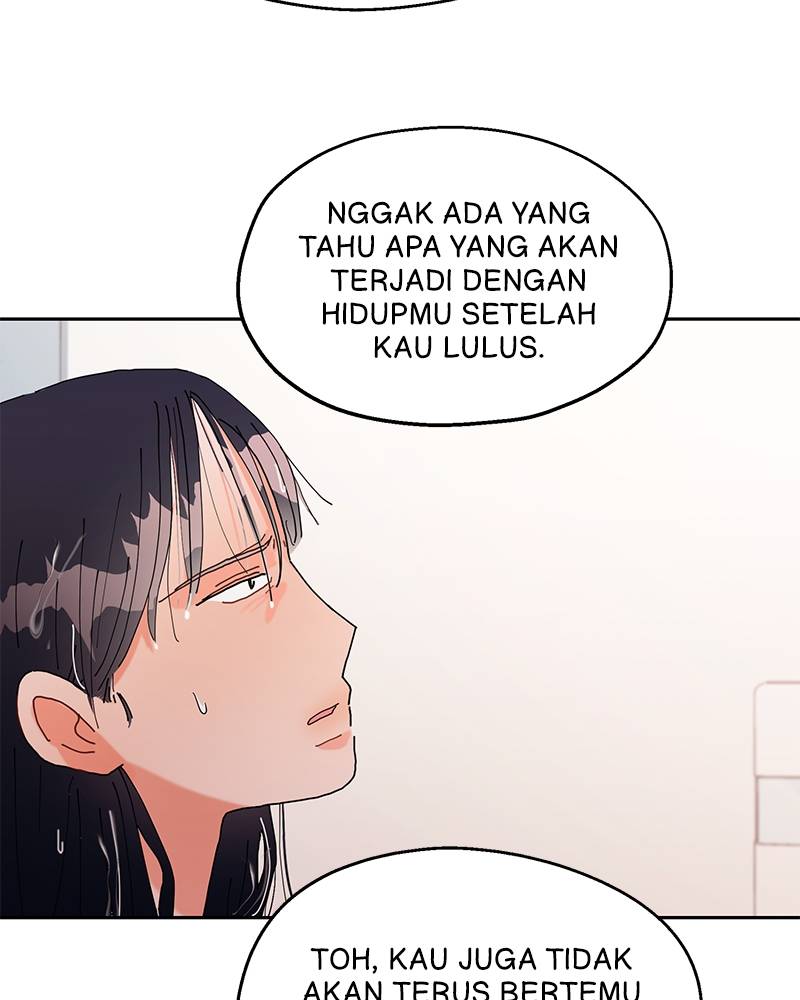 NGGAK ADA YANG
TAHU APA YANG AKAN
TERJADI DENGAN
HIDUPMU SETELAH
KAU LULUS.
TOH, KAU JUGA TIDAK
AKAN TERUS BERTEMU